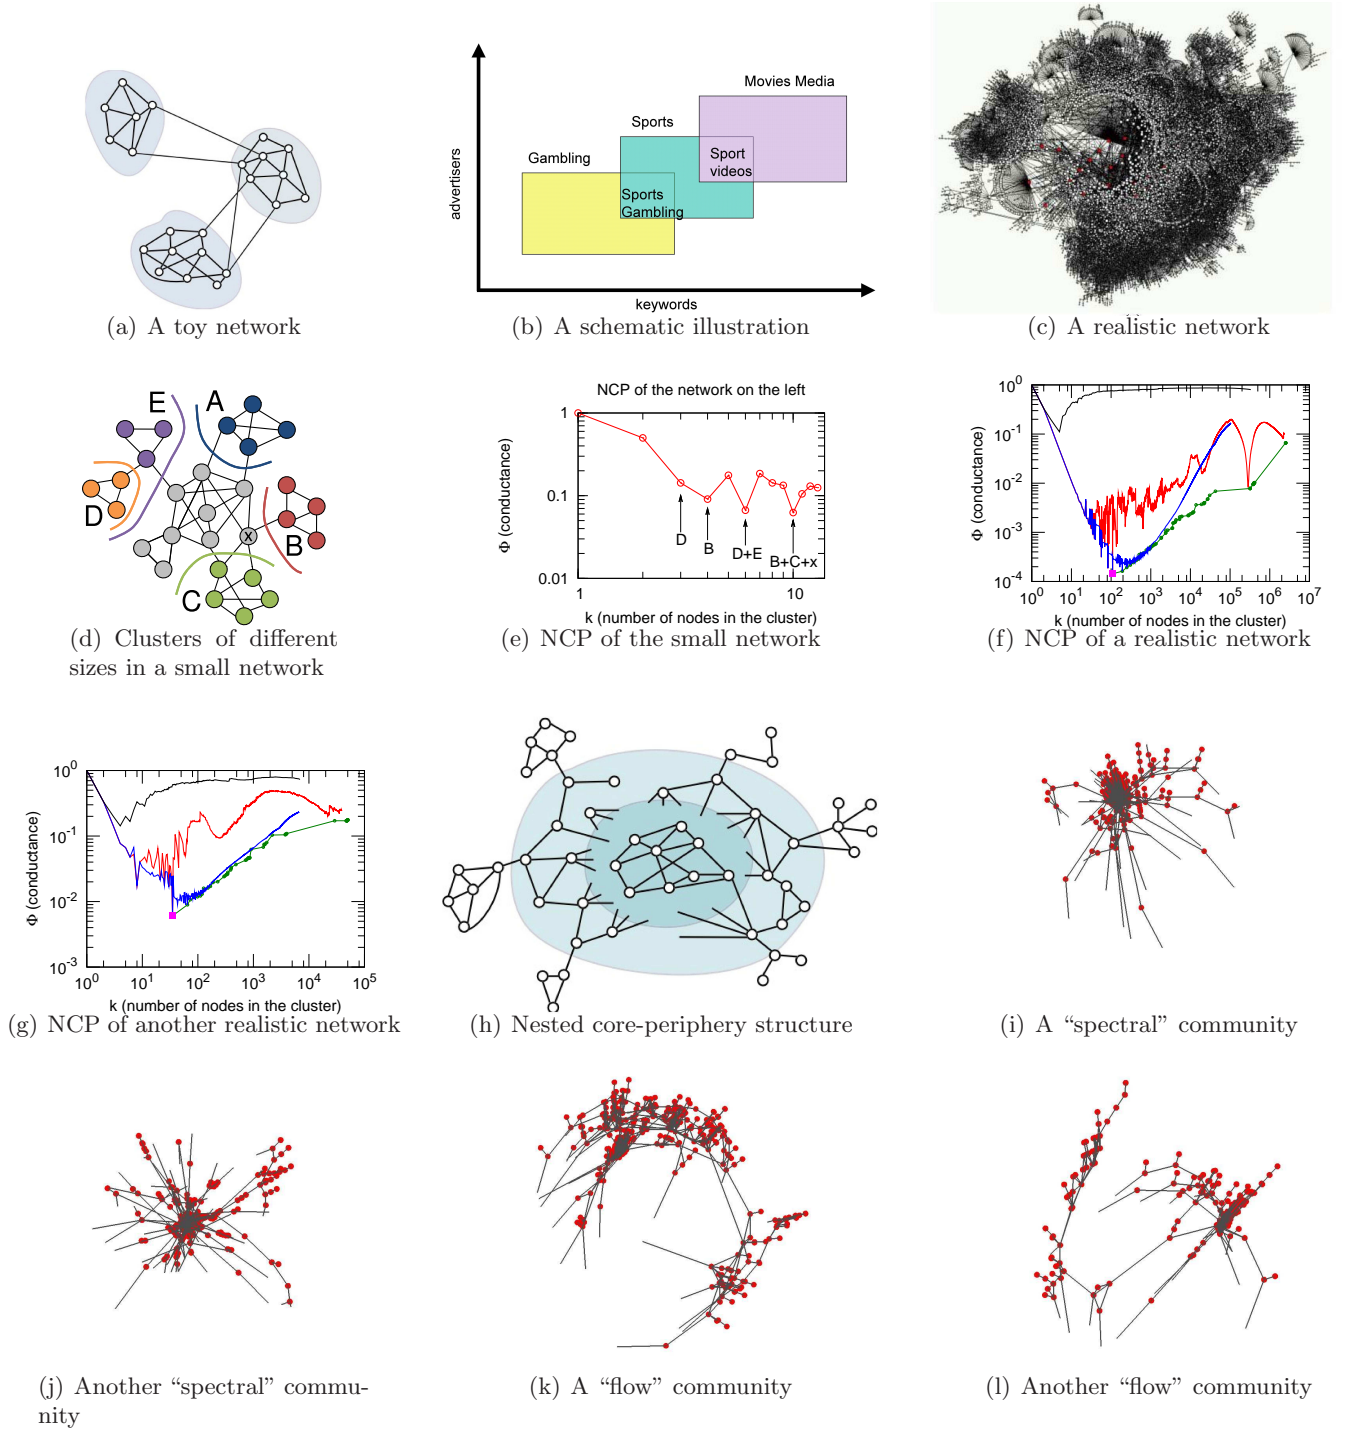 Movies Media
Sports
Gambling
Sport
videos
Sports
Gambling
advertisers
keywords
(a) A toy network
(b) A schematic illustration
(c) A realistic network
E
A
D
B
x
C
(d) Clusters of different
sizes in a small network
NCP of the network on the left
1
0.1
0.01
Φ (conductance)
D
B
D+E
B+C+x
1
10
k (number of nodes in the cluster)
(e) NCP of the small network
10^0
10^-1
10^-2
10^-3
10^-4
Φ (conductance)
10^0 10^1 10^2 10^3 10^4 10^5 10^6 10^7
k (number of nodes in the cluster)
(f) NCP of a realistic network
10^0
10^-1
10^-2
10^-3
Φ (conductance)
10^0 10^1 10^2 10^3 10^4 10^5
k (number of nodes in the cluster)
(g) NCP of another realistic network
(h) Nested core-periphery structure
(i) A “spectral” community
(j) Another “spectral” commu-
nity
(k) A “flow” community
(l) Another “flow” community